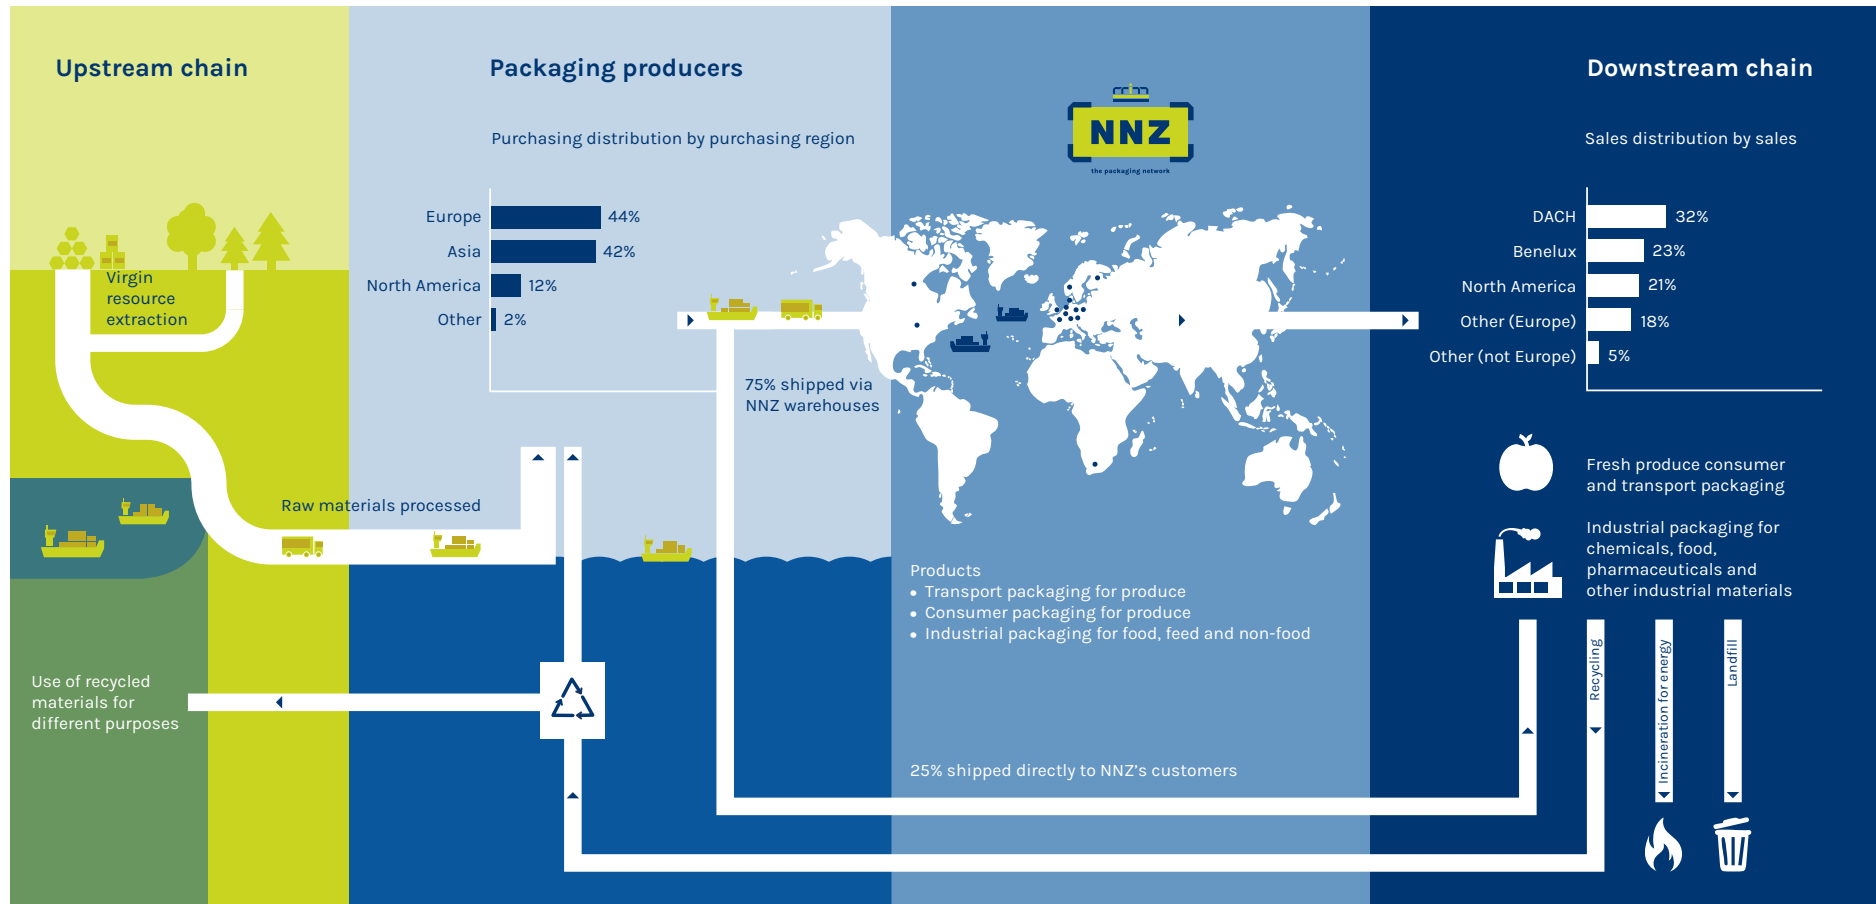 Upstream chain
Virgin
resource
extraction
Raw materials processed
Use of recycled
materials for
different purposes
Packaging producers
Purchasing distribution by purchasing region
Europe 44%
Asia 42%
North America 12%
Other 2%
75% shipped via
NNZ warehouses
NNZ
the packaging network
Products
• Transport packaging for produce
• Consumer packaging for produce
• Industrial packaging for food, feed and non-food
25% shipped directly to NNZ's customers
Downstream chain
Sales distribution by sales
DACH 32%
Benelux 23%
North America 21%
Other (Europe) 18%
Other (not Europe) 5%
Fresh produce consumer
and transport packaging
Industrial packaging for
chemicals, food,
pharmaceuticals and
other industrial materials
Recycling
Incineration for energy
Landfill